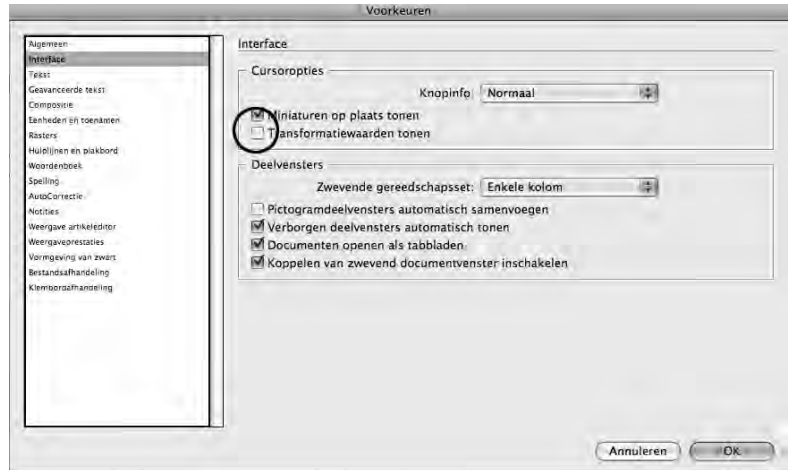 Voorkeuren
Algemeen
Interface
Tekst
Geavanceerde tekst
Compositie
Eenheden en toenamen
Rasters
Hulplijnen en plakbord
Woordenboek
Spelling
AutoCorrectie
Notities
Weergave artikeleditor
Weergaveprestaties
Vormgeving van zwart
Bestandsafhandeling
Klembordafhandeling
Interface
Cursoropties
Knopinfo: Normaal
Miniaturen op plaats tonen
Transformatiewaarden tonen
Deelvensters
Zwevende gereedschapsset: Enkele kolom
Pictogramdeelvensters automatisch samenvoegen
Verborgen deelvensters automatisch tonen
Documenten openen als tabbladen
Koppelen van zwevend documentvenster inschakelen
Annuleren OK